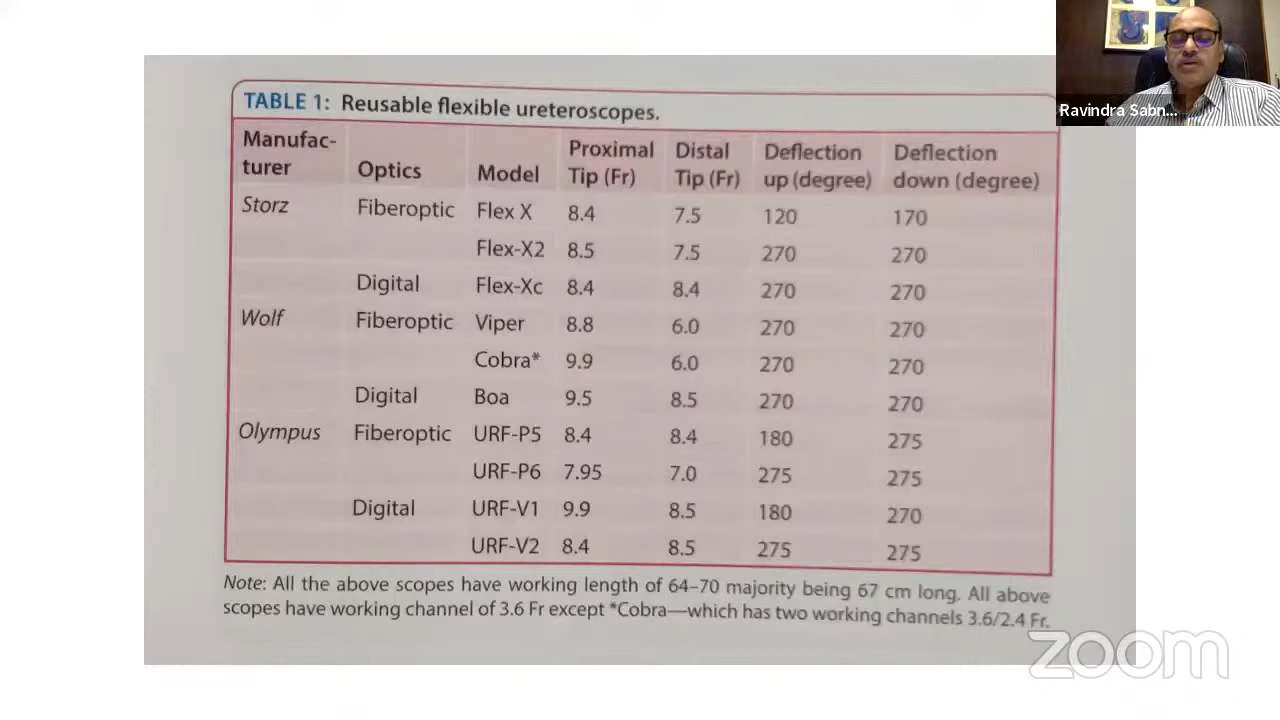 Ravindra Sabn...
TABLE 1: Reusable flexible ureteroscopes.
Manufac-turer Optics Model Proximal Tip (Fr) Distal Tip (Fr) Deflection up (degree) Deflection down (degree)
Storz Fiberoptic Flex X 8.4 7.5 120 170
Flex-X2 8.5 7.5 270 270
Digital Flex-Xc 8.4 8.4 270 270
Wolf Fiberoptic Viper 8.8 6.0 270 270
Cobra* 9.9 6.0 270 270
Digital Boa 9.5 8.5 270 270
Olympus Fiberoptic URF-P5 8.4 8.4 180 275
URF-P6 7.95 7.0 275 275
Digital URF-V1 9.9 8.5 180 270
URF-V2 8.4 8.5 275 275
Note: All the above scopes have working length of 64–70 majority being 67 cm long. All above
scopes have working channel of 3.6 Fr except *Cobra—which has two working channels 3.6/2.4 Fr.
zoom